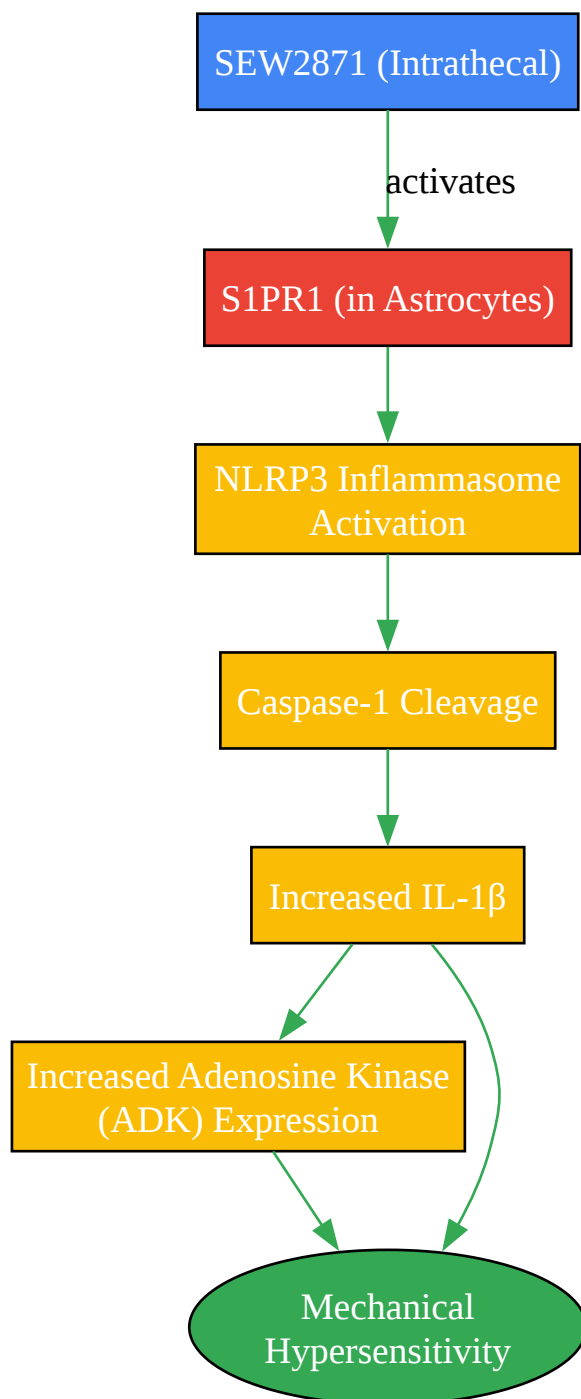 SEW2871 (Intrathecal)
activates
S1PR1 (in Astrocytes)
NLRP3 Inflammasome
Activation
Caspase-1 Cleavage
Increased IL-1β
Increased Adenosine Kinase
(ADK) Expression
Mechanical
Hypersensitivity